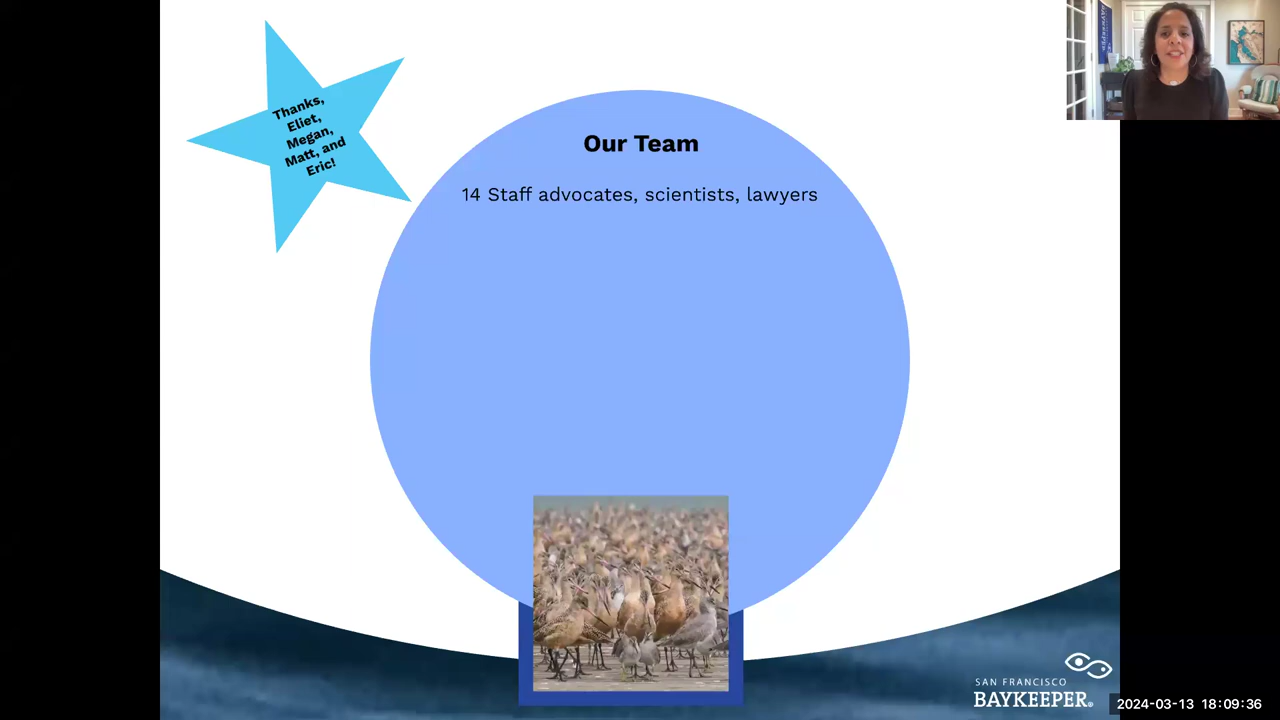 Thanks,
Eliet,
Megan,
Matt, and
Eric!
Our Team
14 Staff advocates, scientists, lawyers
BAYKEEPER
SAN FRANCISCO
BAYKEEPER®
2024-03-13 18:09:36